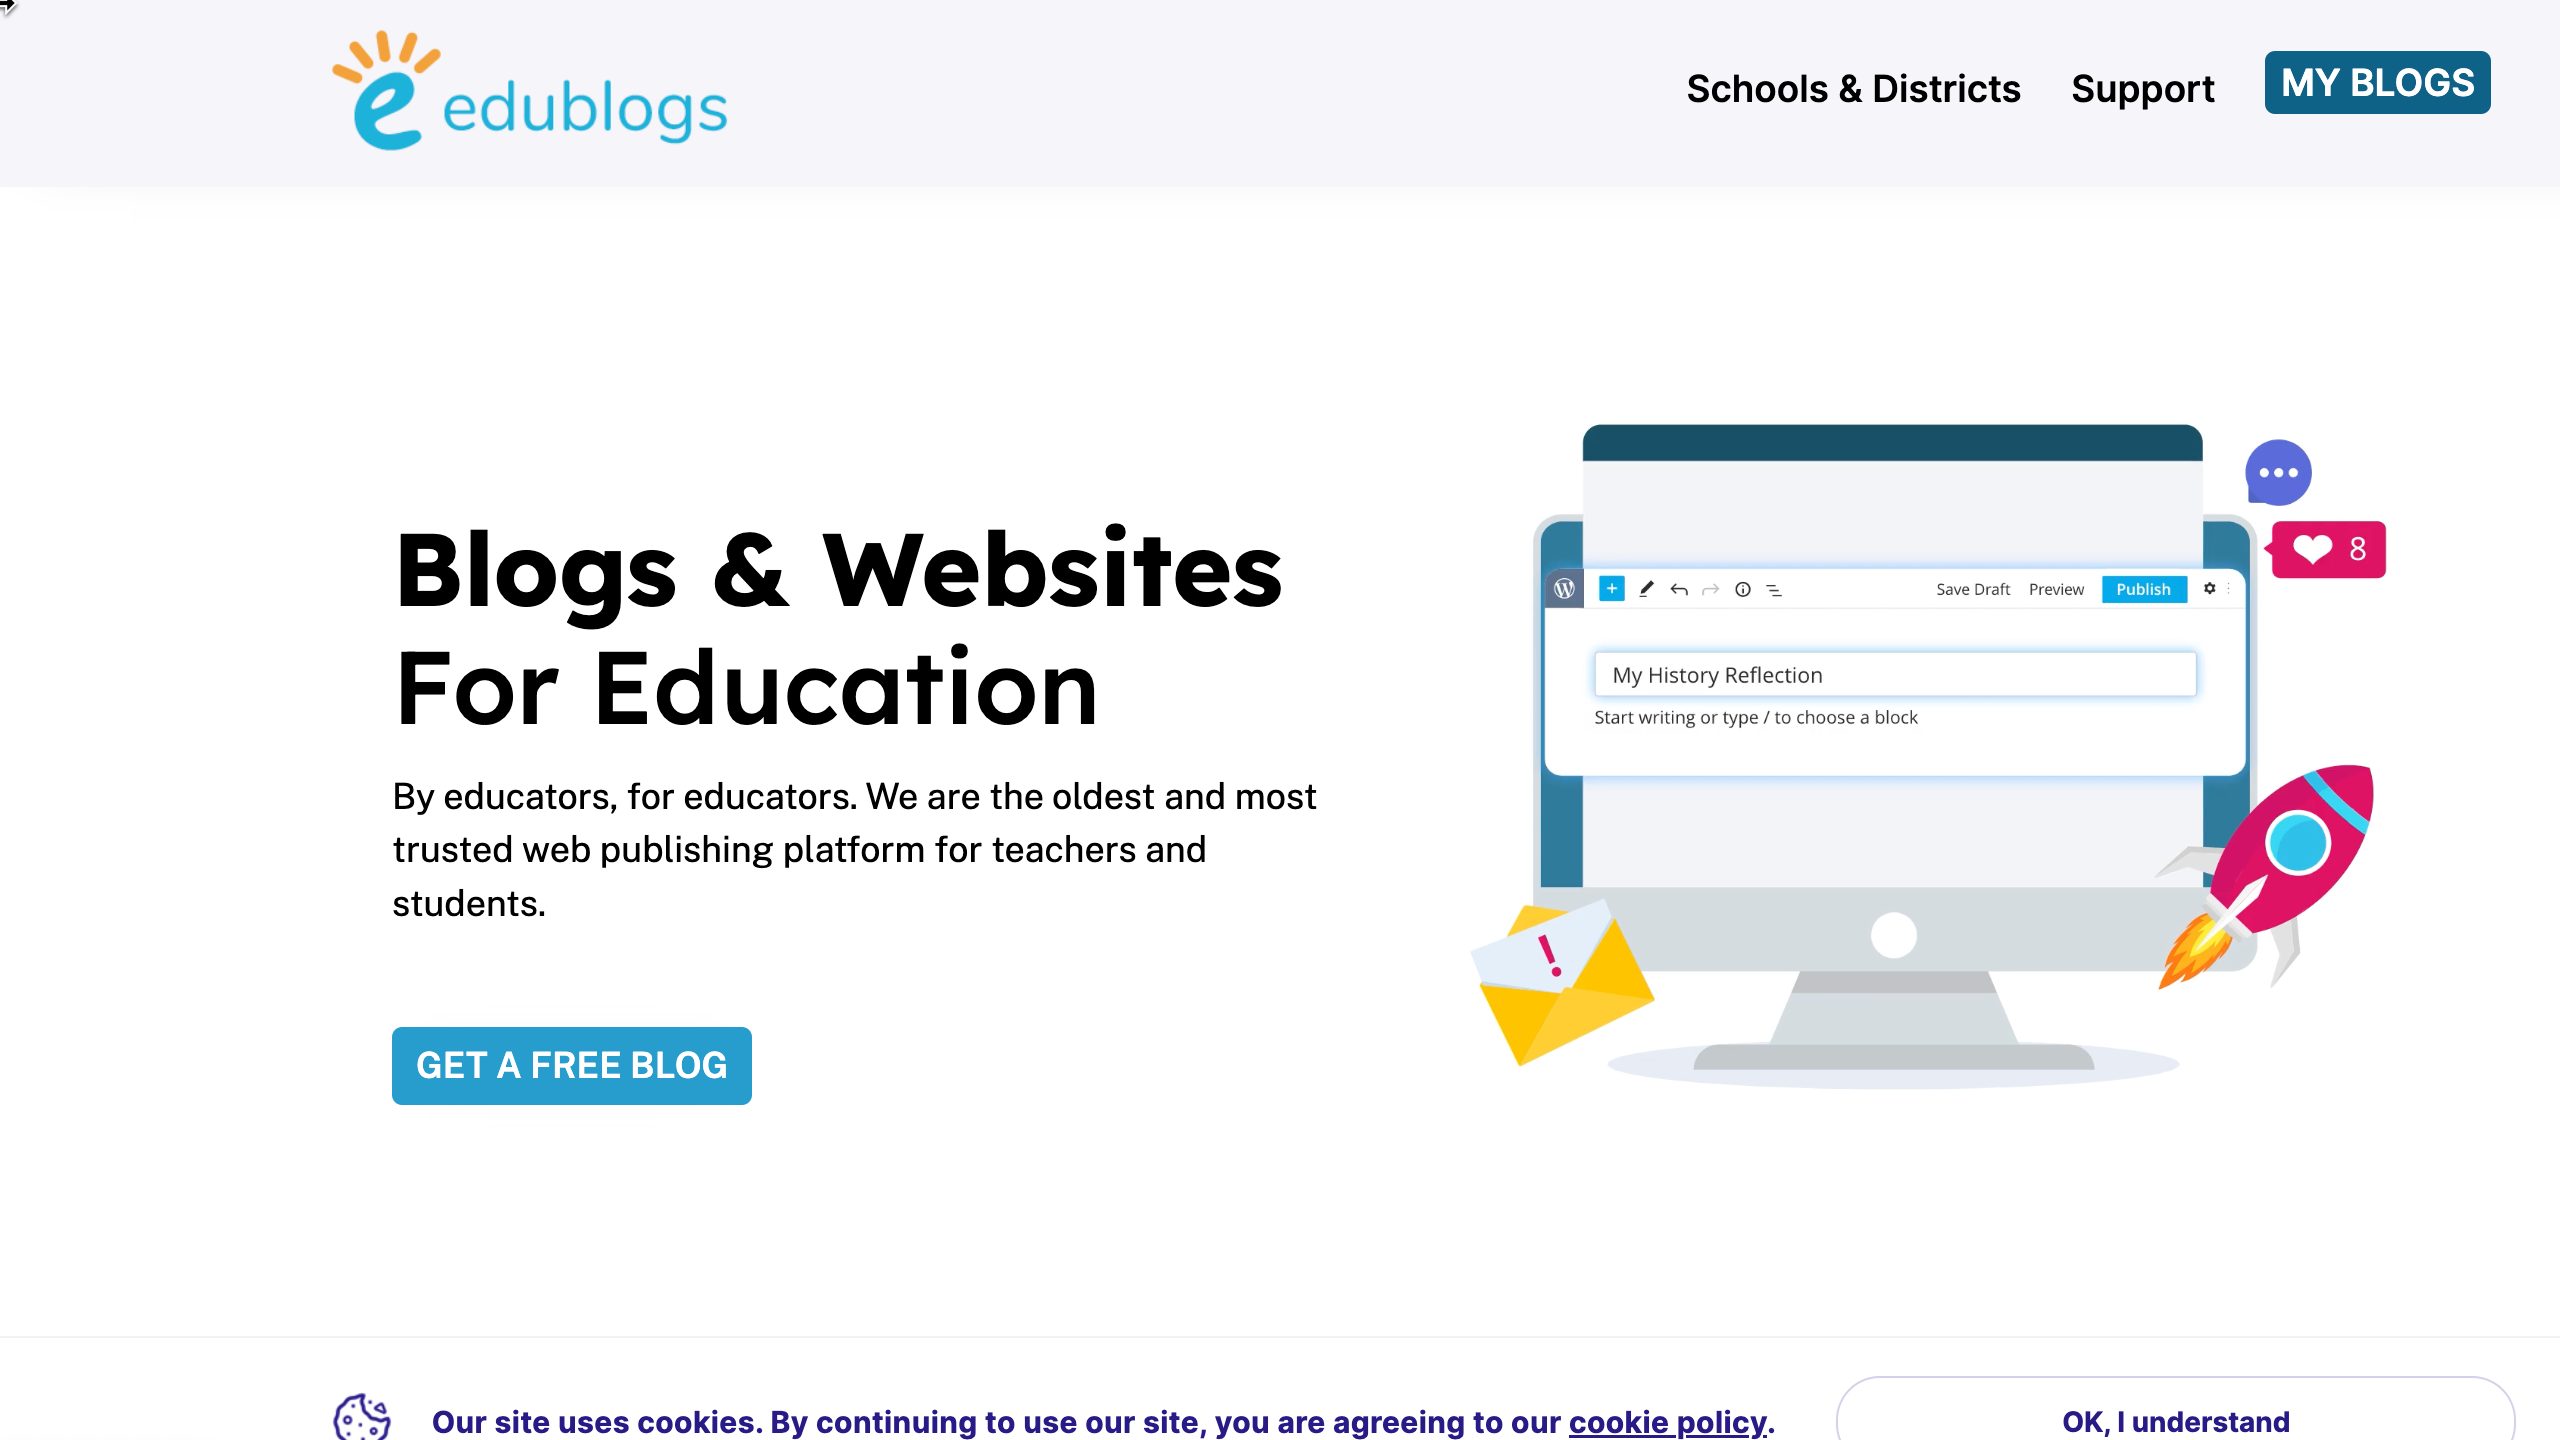 edublogs
Schools & Districts
Support
MY BLOGS
Blogs & Websites
For Education
By educators, for educators. We are the oldest and most
trusted web publishing platform for teachers and
students.
GET A FREE BLOG
8
Save Draft
Preview
Publish
My History Reflection
Start writing or type / to choose a block
!
Our site uses cookies. By continuing to use our site, you are agreeing to our cookie policy.
OK, I understand